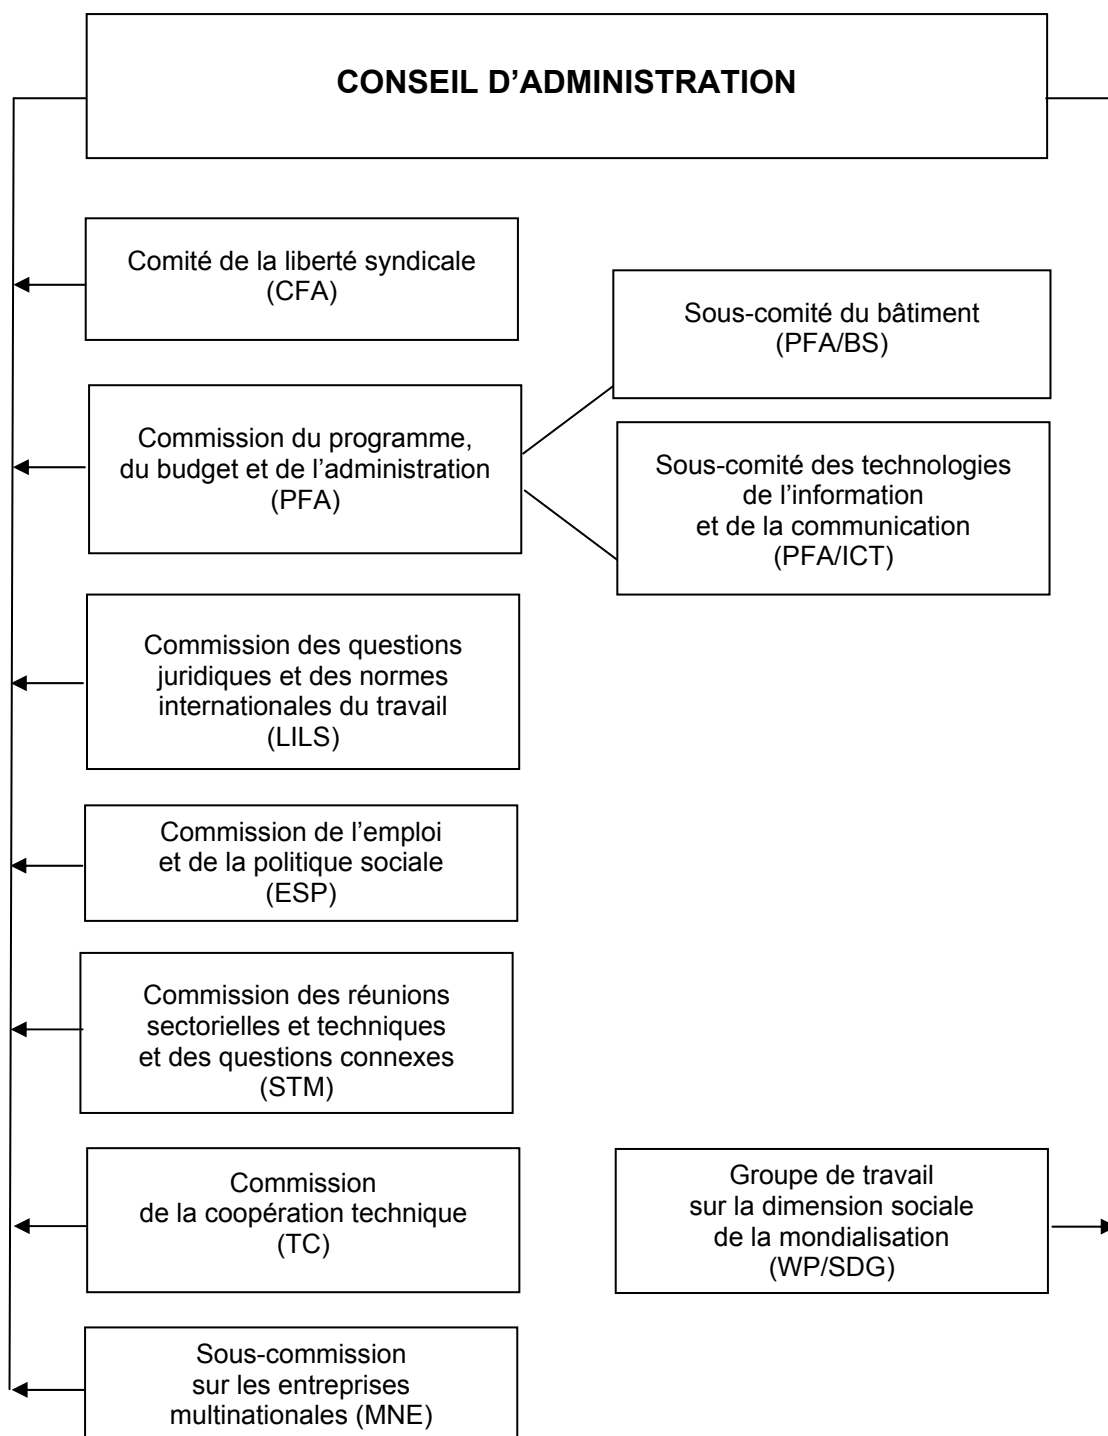 CONSEIL D’ADMINISTRATION
Comité de la liberté syndicale
(CFA)
Sous-comité du bâtiment
(PFA/BS)
Commission du programme,
du budget et de l’administration
(PFA)
Sous-comité des technologies
de l’information
et de la communication
(PFA/ICT)
Commission des questions
juridiques et des normes
internationales du travail
(LILS)
Commission de l’emploi
et de la politique sociale
(ESP)
Commission des réunions
sectorielles et techniques
et des questions connexes
(STM)
Commission
de la coopération technique
(TC)
Groupe de travail
sur la dimension sociale
de la mondialisation
(WP/SDG)
Sous-commission
sur les entreprises
multinationales (MNE)